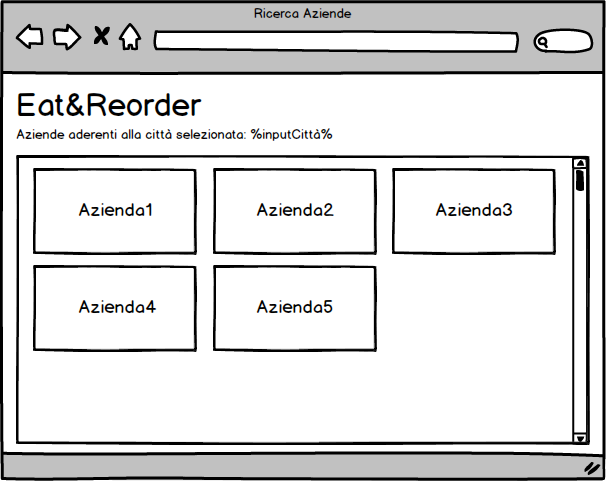 Ricerca Aziende
Eat&Reorder
Aziende aderenti alla città selezionata: %inputCittà%
Azienda1
Azienda2
Azienda3
Azienda4
Azienda5